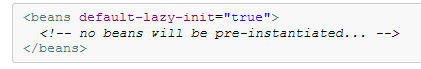 <beans default-lazy-init="true">
<!-- no beans will be pre-instantiated... -->
</beans>